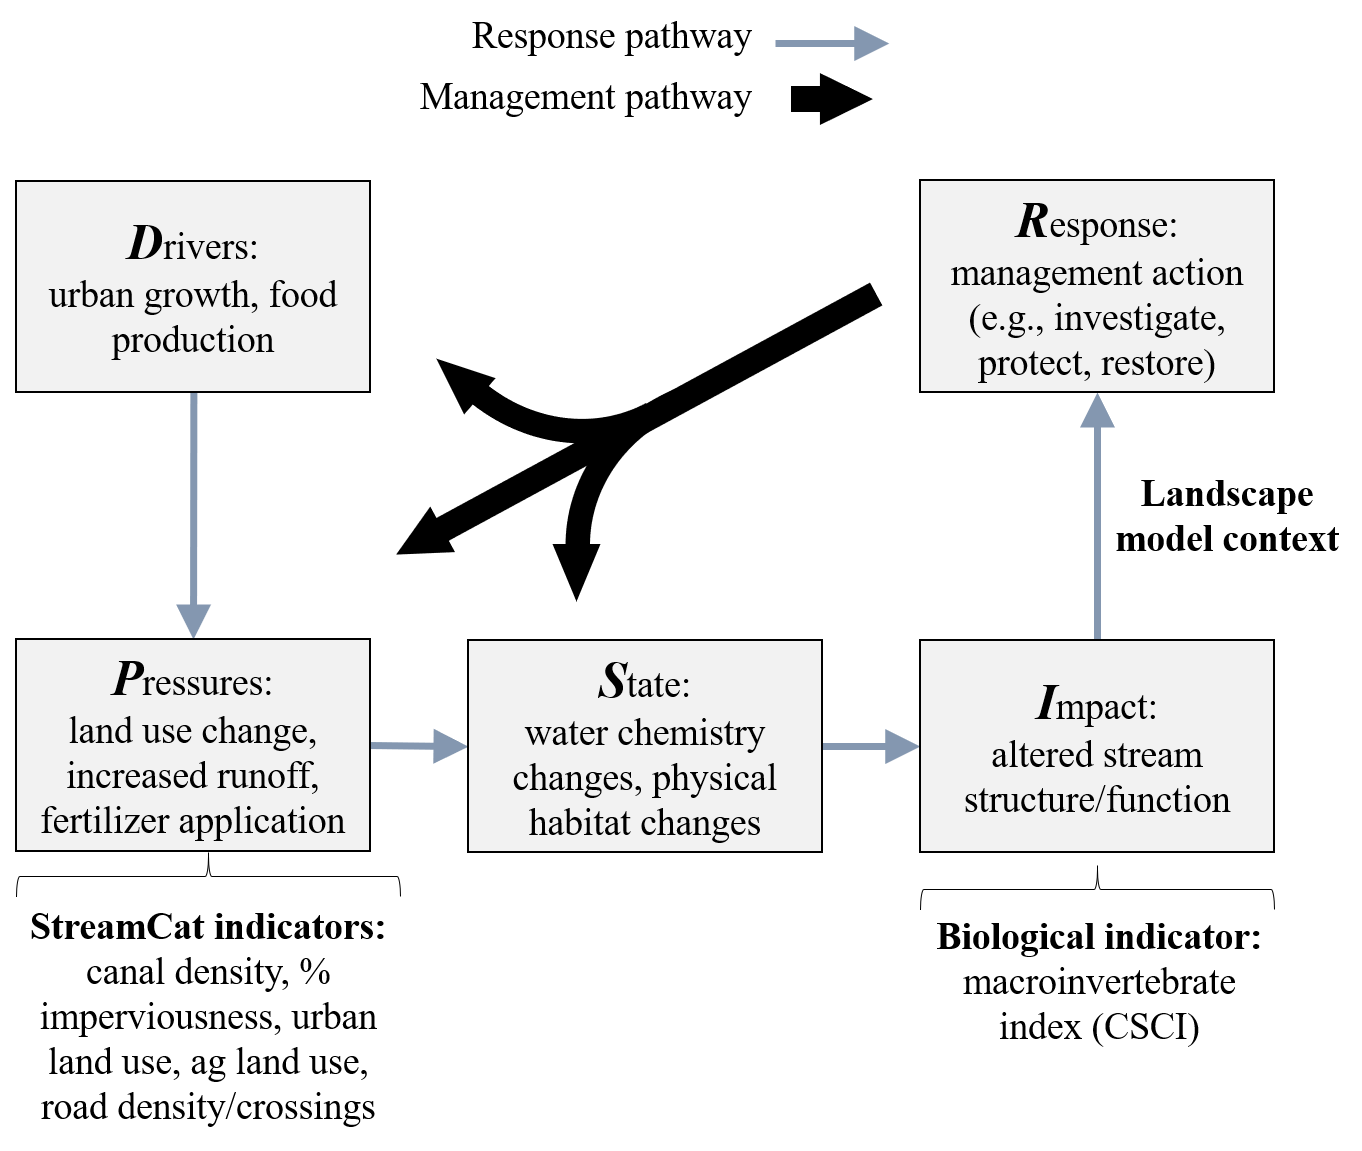 Response pathway
Management pathway
Drivers:
urban growth, food
production
Response:
management action
(e.g., investigate,
protect, restore)
Landscape
model context
Pressures:
land use change,
increased runoff,
fertilizer application
State:
water chemistry
changes, physical
habitat changes
Impact:
altered stream
structure/function
StreamCat indicators:
canal density, %
imperviousness, urban
land use, ag land use,
road density/crossings
Biological indicator:
macroinvertebrate
index (CSCI)